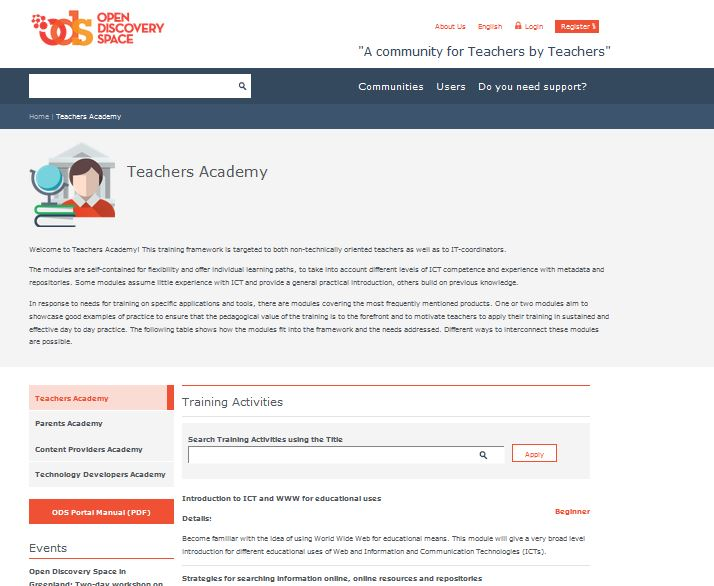 ods OPEN
DISCOVERY
SPACE
About Us English Login Register
"A community for Teachers by Teachers"
Communities Users Do you need support?
Home | Teachers Academy
Teachers Academy
Welcome to Teachers Academy! This training framework is targeted to both non-technically oriented teachers as well as to IT-coordinators.
The modules are self-contained for flexibility and offer individual learning paths, to take into account different levels of ICT competence and experience with metadata and
repositories. Some modules assume little experience with ICT and provide a general practical introduction, others build on previous knowledge.
In response to needs for training on specific applications and tools, there are modules covering the most frequently mentioned products. One or two modules aim to
showcase good examples of practice to ensure that the pedagogical value of the training is to the forefront and to motivate teachers to apply their training in sustained and
effective day to day practice. The following table shows how the modules fit into the framework and the needs addressed. Different ways to interconnect these modules
are possible.
Teachers Academy
Parents Academy
Content Providers Academy
Technology Developers Academy
ODS Portal Manual (PDF)
Events
Open Discovery Space in
Greenland: Two-day workshop on
Training Activities
Search Training Activities using the Title
Apply
Introduction to ICT and WWW for educational uses
Beginner
Details:
Become familiar with the idea of using World Wide Web for educational means. This module will give a very broad level
introduction for different educational uses of Web and Information and Communication Technologies (ICTs).
Strategies for searching information online, online resources and repositories